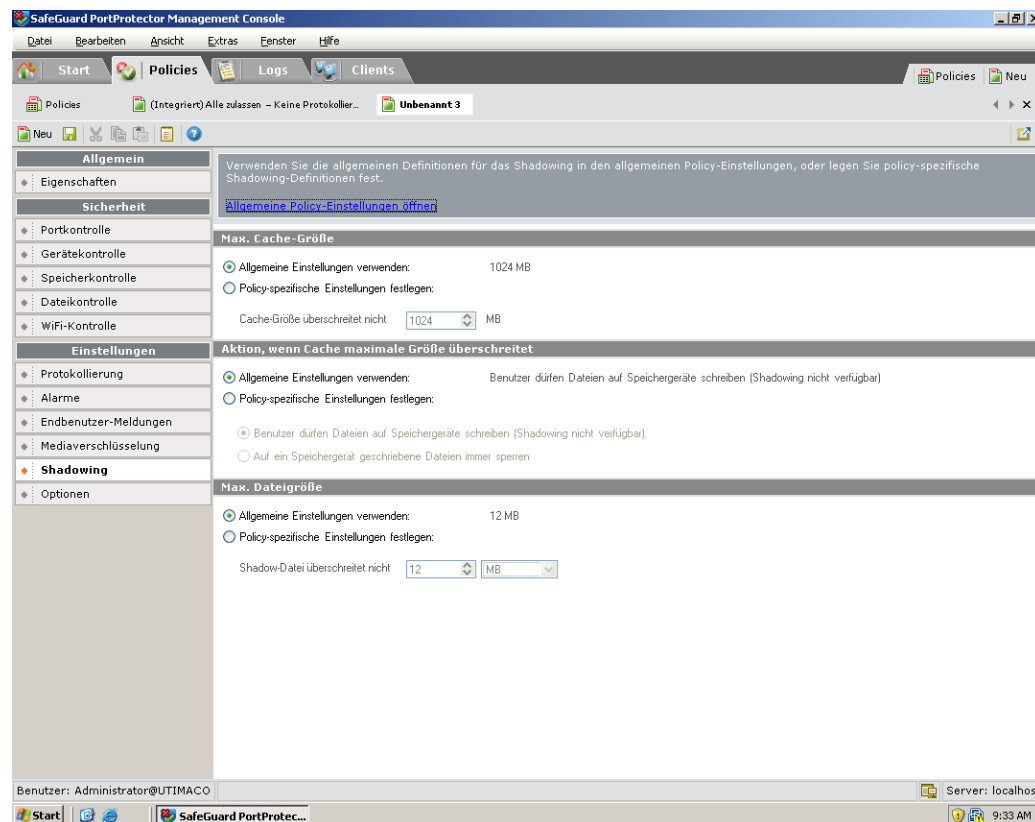 SafeGuard PortProtector Management Console
Datei Bearbeiten Ansicht Extras Fenster Hilfe
Start Policies Logs Clients Policies Neu
Policies (Integriert) Alle zulassen – Keine Protokollier... Unbenannt 3
Neu
Allgemein
Eigenschaften
Sicherheit
Portkontrolle
Gerätekontrolle
Speicherkontrolle
Dateikontrolle
WiFi-Kontrolle
Einstellungen
Protokollierung
Alarme
Endbenutzer-Meldungen
Mediaverschlüsselung
Shadowing
Optionen
Verwenden Sie die allgemeinen Definitionen für das Shadowing in den allgemeinen Policy-Einstellungen, oder legen Sie policy-spezifische
Shadowing-Definitionen fest.
Allgemeine Policy-Einstellungen öffnen
Max. Cache-Größe
Allgemeine Einstellungen verwenden: 1024 MB
Policy-spezifische Einstellungen festlegen:
Cache-Größe überschreitet nicht 1024 MB
Aktion, wenn Cache maximale Größe überschreitet
Allgemeine Einstellungen verwenden: Benutzer dürfen Dateien auf Speichergeräte schreiben (Shadowing nicht verfügbar)
Policy-spezifische Einstellungen festlegen:
Benutzer dürfen Dateien auf Speichergeräte schreiben (Shadowing nicht verfügbar)
Auf ein Speichergerät geschriebene Dateien immer sperren
Max. Dateigröße
Allgemeine Einstellungen verwenden: 12 MB
Policy-spezifische Einstellungen festlegen:
Shadow-Datei überschreitet nicht 12 MB
Benutzer: Administrator@UTIMACO Server: localhos
Start SafeGuard PortProtec... 9:33 AM